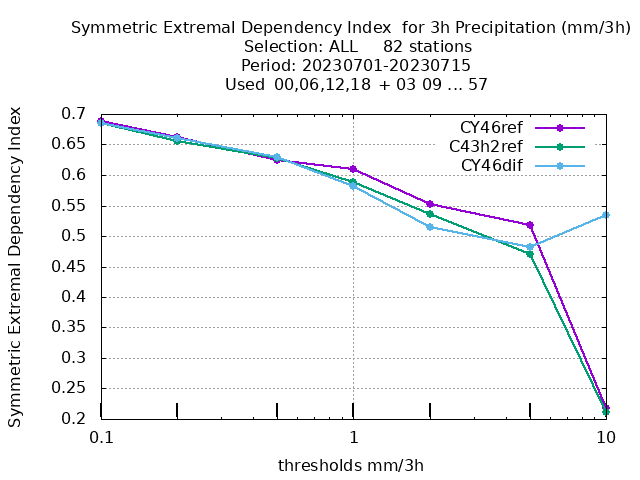 Symmetric Extremal Dependency Index  for 3h Precipitation (mm/3h)
Selection: ALL     82 stations
Period: 20230701-20230715
Used  00,06,12,18  + 03 09 ... 57
Symmetric Extremal Dependency Index
0.7
0.65
0.6
0.55
0.5
0.45
0.4
0.35
0.3
0.25
0.2
CY46ref
C43h2ref
CY46dif
0.1 1 10
thresholds mm/3h